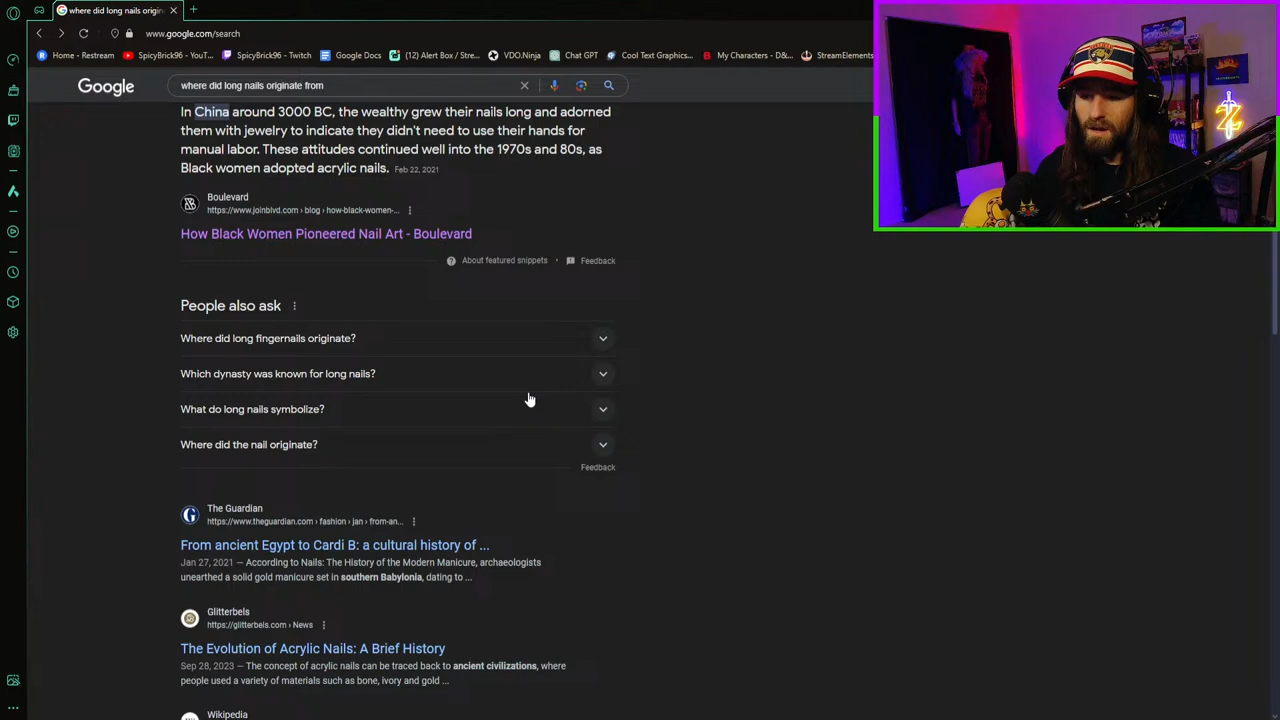 where did long nails origin
www.google.com/search
Home - Restream
SpicyBrick96 - YouT...
SpicyBrick96 - Twitch
Google Docs
(12) Alert Box / Stre...
VDO.Ninja
Chat GPT
Cool Text Graphics...
Manymore - D&...
StreamElements
Google
where did long nails originate from
In China around 3000 BC, the wealthy grew their nails long and adorned
them with jewelry to indicate they didn't need to use their hands for
manual labor. These attitudes continued well into the 1970s and 80s, as
Black women adopted acrylic nails. Feb 22, 2021
Boulevard
https://www.joinblvd.com › blog › how-black-women-...
How Black Women Pioneered Nail Art - Boulevard
About featured snippets • Feedback
People also ask
Where did long fingernails originate?
Which dynasty was known for long nails?
What do long nails symbolize?
Where did the nail originate?
Feedback
The Guardian
https://www.theguardian.com › fashion › jan › from-an...
From ancient Egypt to Cardi B: a cultural history of ...
Jan 27, 2021 — According to Nails: The History of the Modern Manicure, archaeologists
unearthed a solid gold manicure set in southern Babylonia, dating to ...
Glitterbels
https://glitterbels.com › News
The Evolution of Acrylic Nails: A Brief History
Sep 28, 2023 — The concept of acrylic nails can be traced back to ancient civilizations, where
people used a variety of materials such as bone, ivory and gold ...
Wikipedia